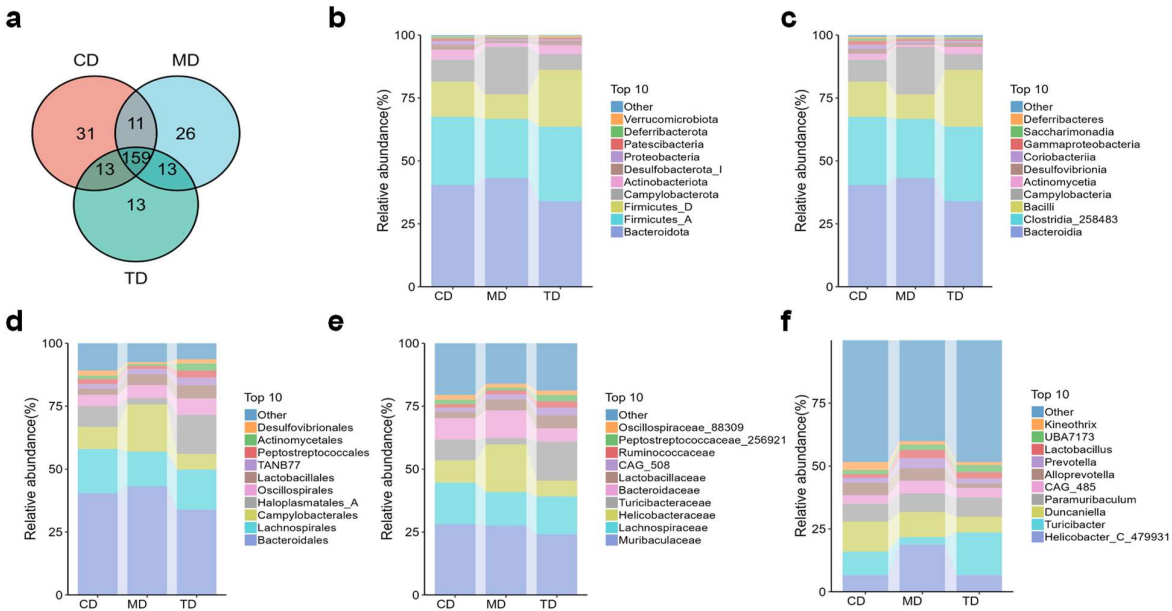 a
CD
MD
31
11
26
159
13
13
13
TD
b
Relative abundance(%)
100
75
50
25
0
CD
MD
TD
Top 10
Other
Verrucomicrobiota
Deferribacterota
Patescibacteria
Proteobacteria
Desulfobacterota_I
Actinobacteriota
Campylobacterota
Firmicutes_D
Firmicutes_A
Bacteroidota
c
Relative abundance(%)
100
75
50
25
0
CD
MD
TD
Top 10
Other
Deferribacteres
Saccharimonadia
Gammaproteobacteria
Coriobacteriia
Desulfovibrionia
Actinomycetia
Campylobacteria
Bacilli
Clostridia_258483
Bacteroidia
d
Relative abundance(%)
100
75
50
25
0
CD
MD
TD
Top 10
Other
Desulfovibrionales
Actinomycetales
Peptostreptococcales
TANB77
Lactobacillales
Oscillospirales
Haloplasmatales_A
Campylobacterales
Lachnospirales
Bacteroidales
e
Relative abundance(%)
100
75
50
25
0
CD
MD
TD
Top 10
Other
Oscillospiraceae_88309
Peptostreptococcaceae_256921
Ruminococcaceae
CAG_508
Lactobacillaceae
Bacteroidaceae
Turicibacteraceae
Helicobacteraceae
Lachnospiraceae
Muribaculaceae
f
Relative abundance(%)
75
50
25
0
CD
MD
TD
Top 10
Other
Kineothrix
UBA7173
Lactobacillus
Prevotella
Alloprevotella
CAG_485
Paramuribaculum
Duncaniella
Turicibacter
Helicobacter_C_479931